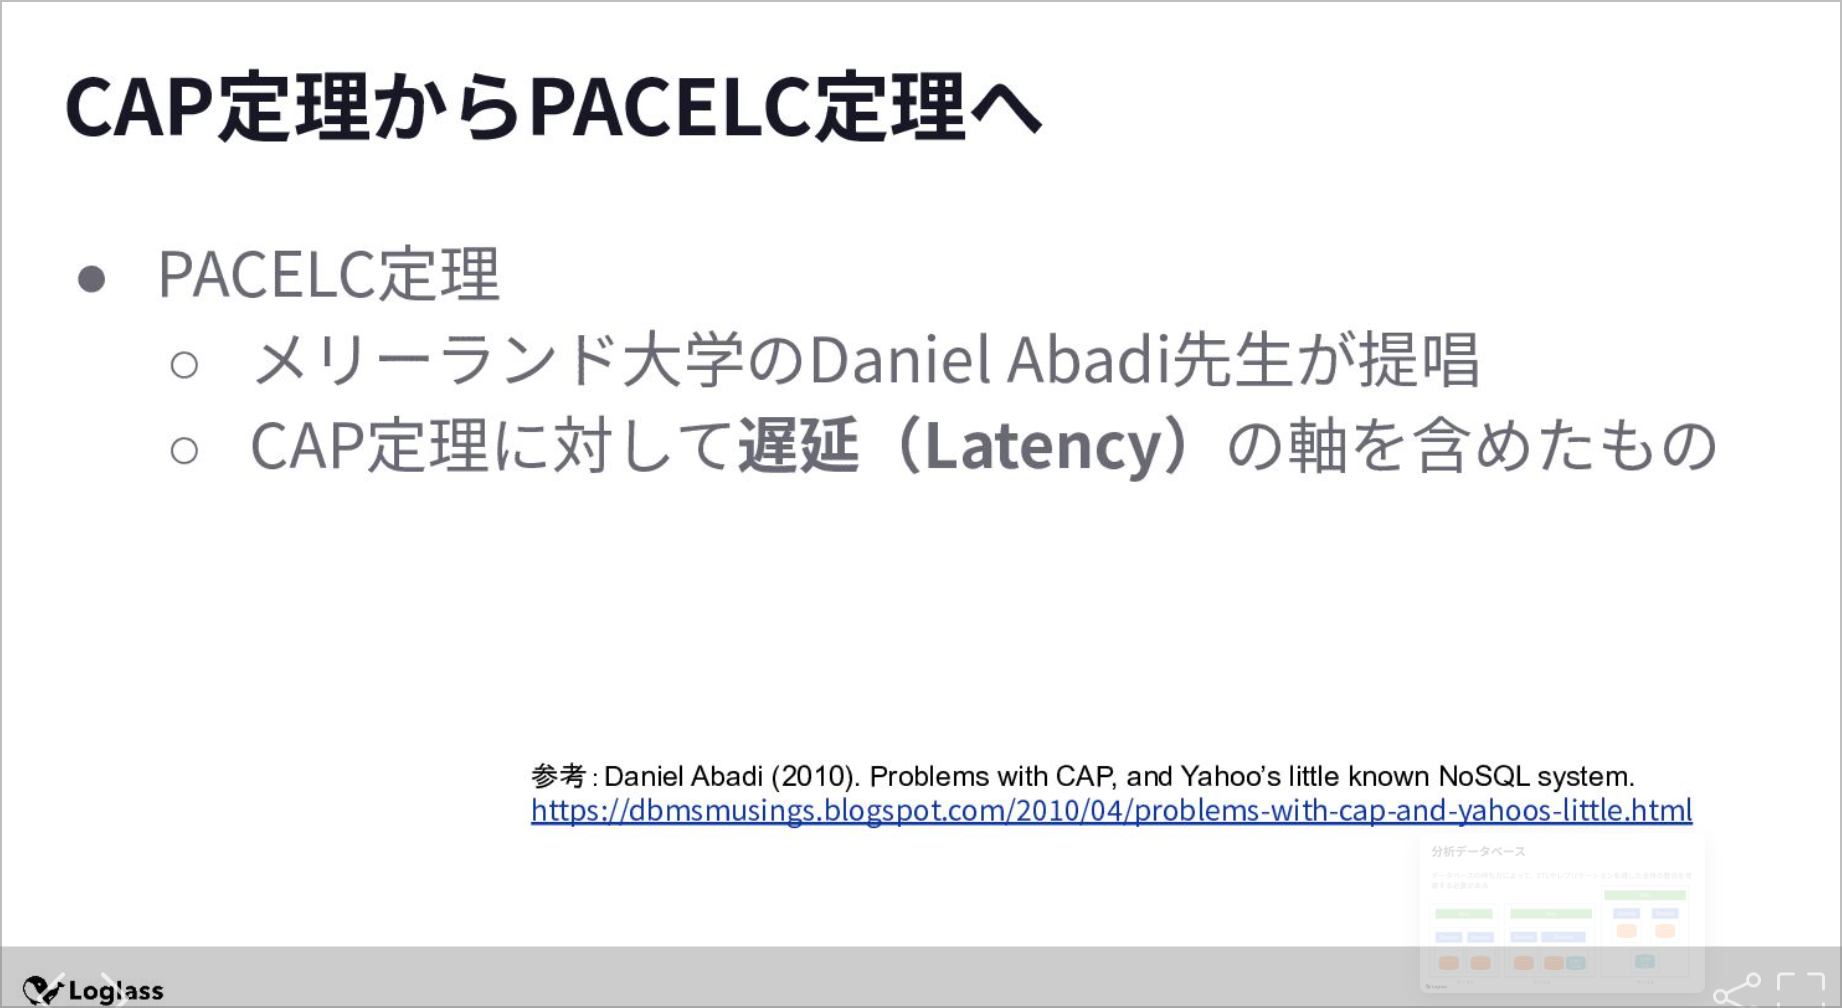 CAP定理からPACELC定理へ
● PACELC定理
○ メリーランド大学のDaniel Abadi先生が提唱
○ CAP定理に対して遅延（Latency）の軸を含めたもの
参考 : Daniel Abadi (2010). Problems with CAP, and Yahoo’s little known NoSQL system.
https://dbmsmusings.blogspot.com/2010/04/problems-with-cap-and-yahoos-little.html
分析データベース
Loglass